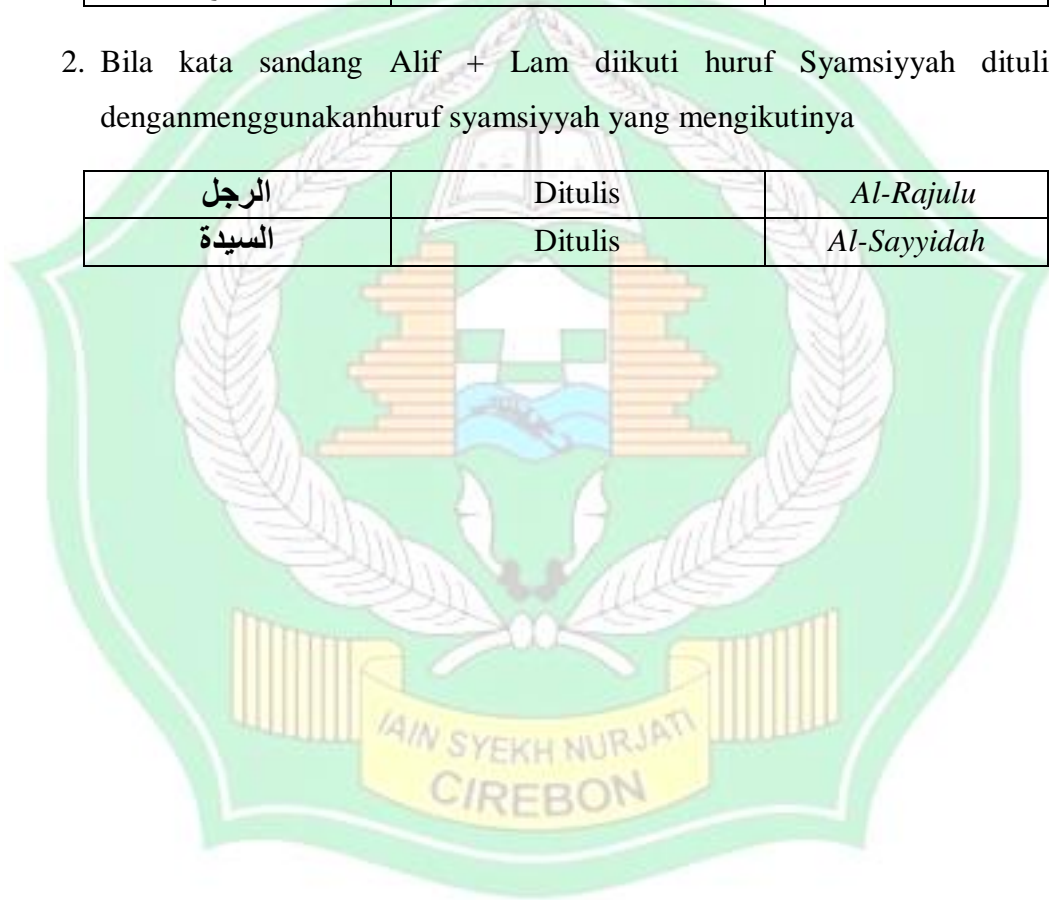 2. Bila kata sandang Alif + Lam diikuti huruf Syamsiyyah dituli
denganmenggunakanhuruf syamsiyyah yang mengikutinya
الرجل Ditulis Al-Rajulu
السيدة Ditulis Al-Sayyidah
IAIN SYEKH NURJATI
CIREBON